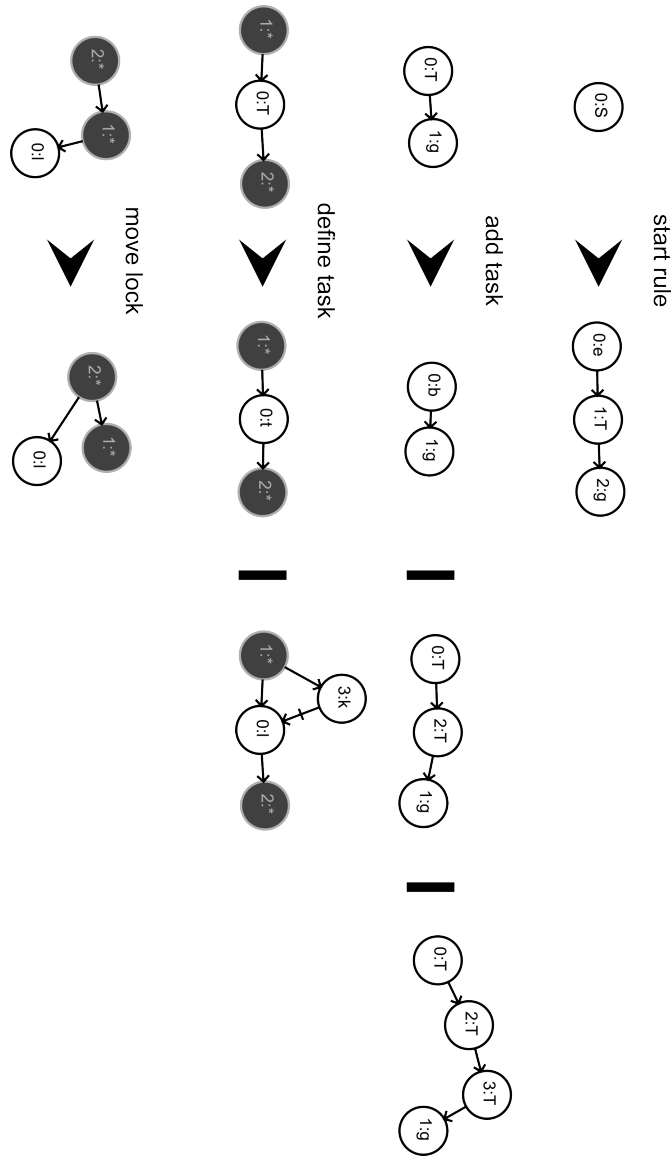 start rule
0:S
0:e
1:T
2:g
add task
0:T
1:g
0:b
1:g
0:T
2:T
1:g
0:T
2:T
3:T
1:g
define task
1:*
0:T
2:*
1:*
0:t
2:*
1:*
3:k
0:l
2:*
move lock
2:*
1:*
0:l
2:*
1:*
0:l